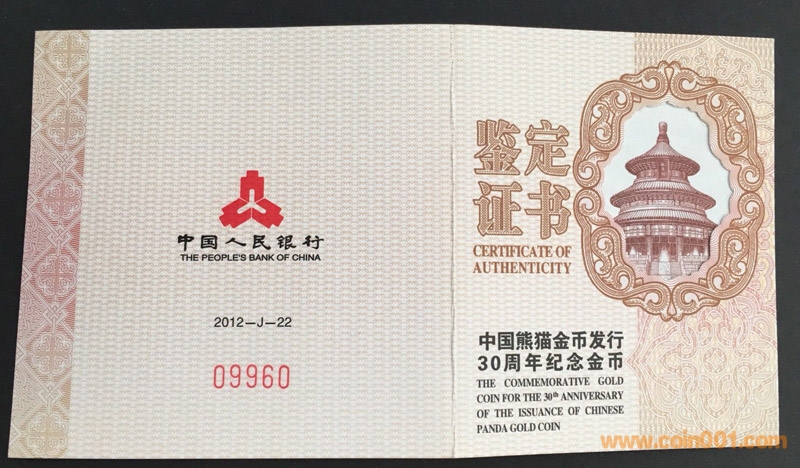 中国人民银行
THE PEOPLE'S BANK OF CHINA
2012-J-22
09960
鉴定
证书
CERTIFICATE OF
AUTHENTICITY
中国熊猫金币发行
30周年纪念金币
THE COMMEMORATIVE GOLD
COIN FOR THE 30th ANNIVERSARY
OF THE ISSUANCE OF CHINESE
PANDA GOLD COIN
www.coin001.com